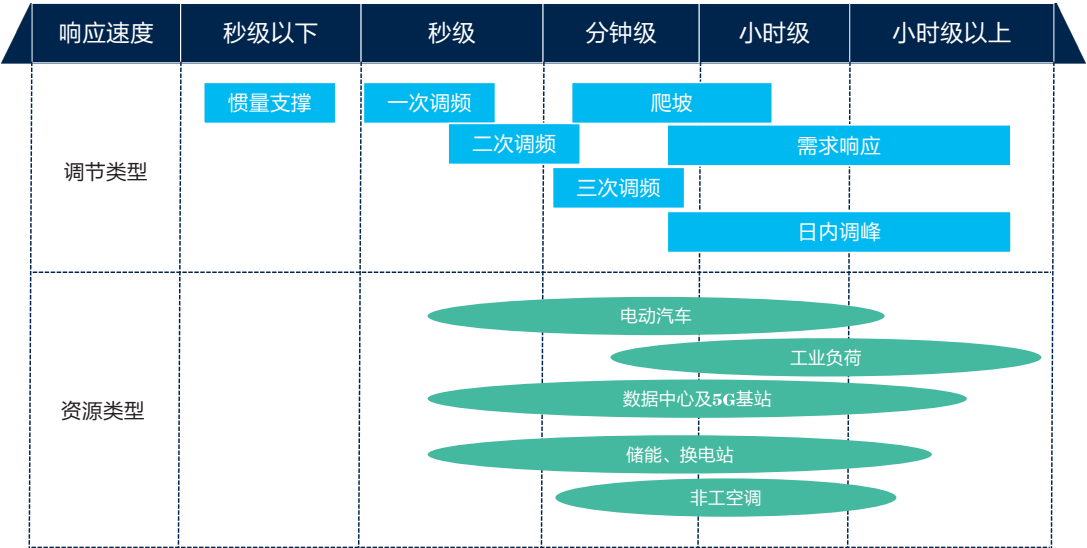 响应速度
秒级以下
秒级
分钟级
小时级
小时级以上
调节类型
惯量支撑
一次调频
爬坡
二次调频
需求响应
三次调频
日内调峰
资源类型
电动汽车
工业负荷
数据中心及5G基站
储能、换电站
非工空调